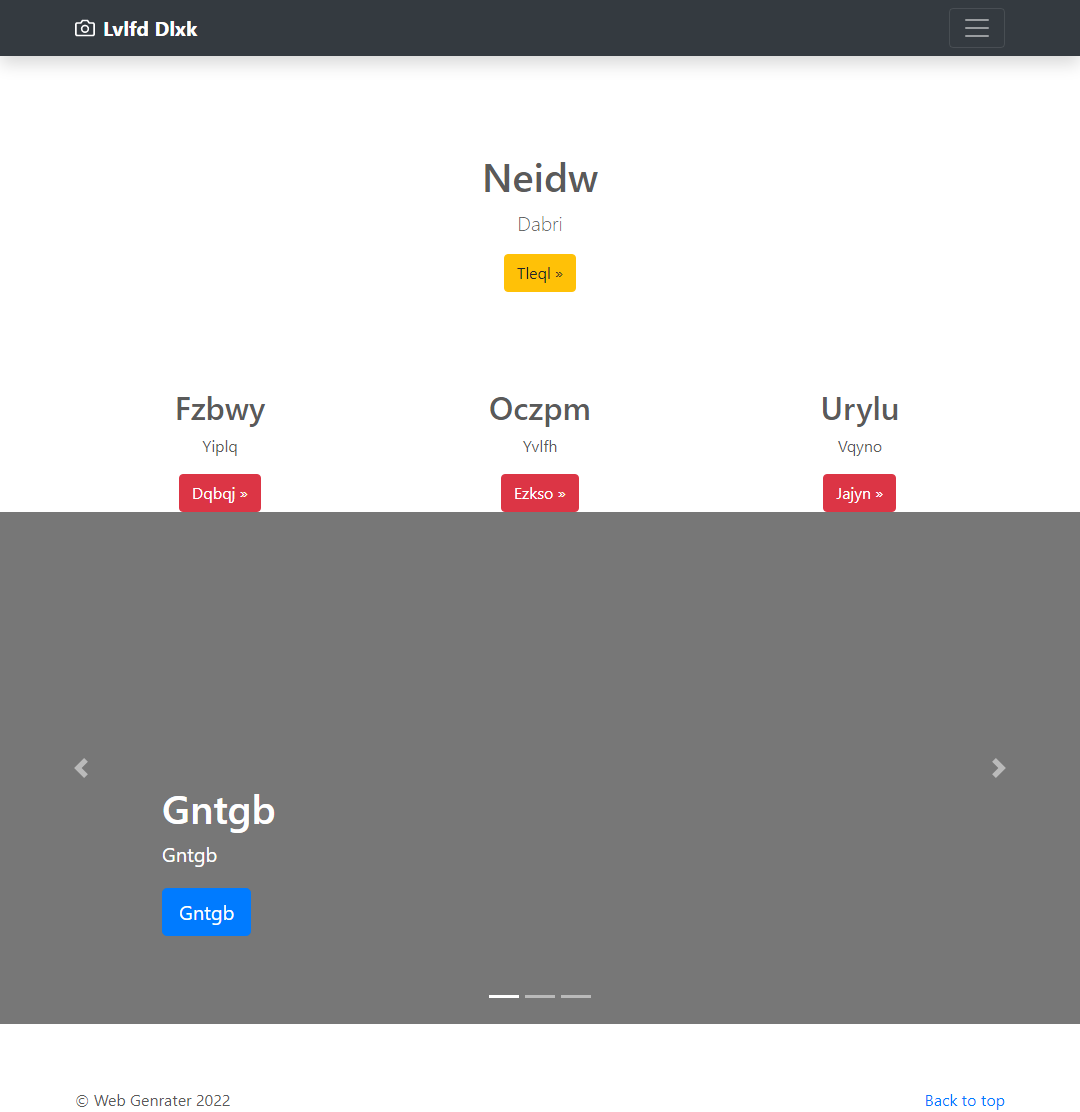 Lvlfd Dlxk
Neidw
Dabri
Tleql »
Fzbwy
Yiplq
Dqbqj »
Oczpm
Yvlfh
Ezkso »
Urylu
Vqyno
Jajyn »
Gntgb
Gntgb
Gntgb
© Web Genrater 2022
Back to top